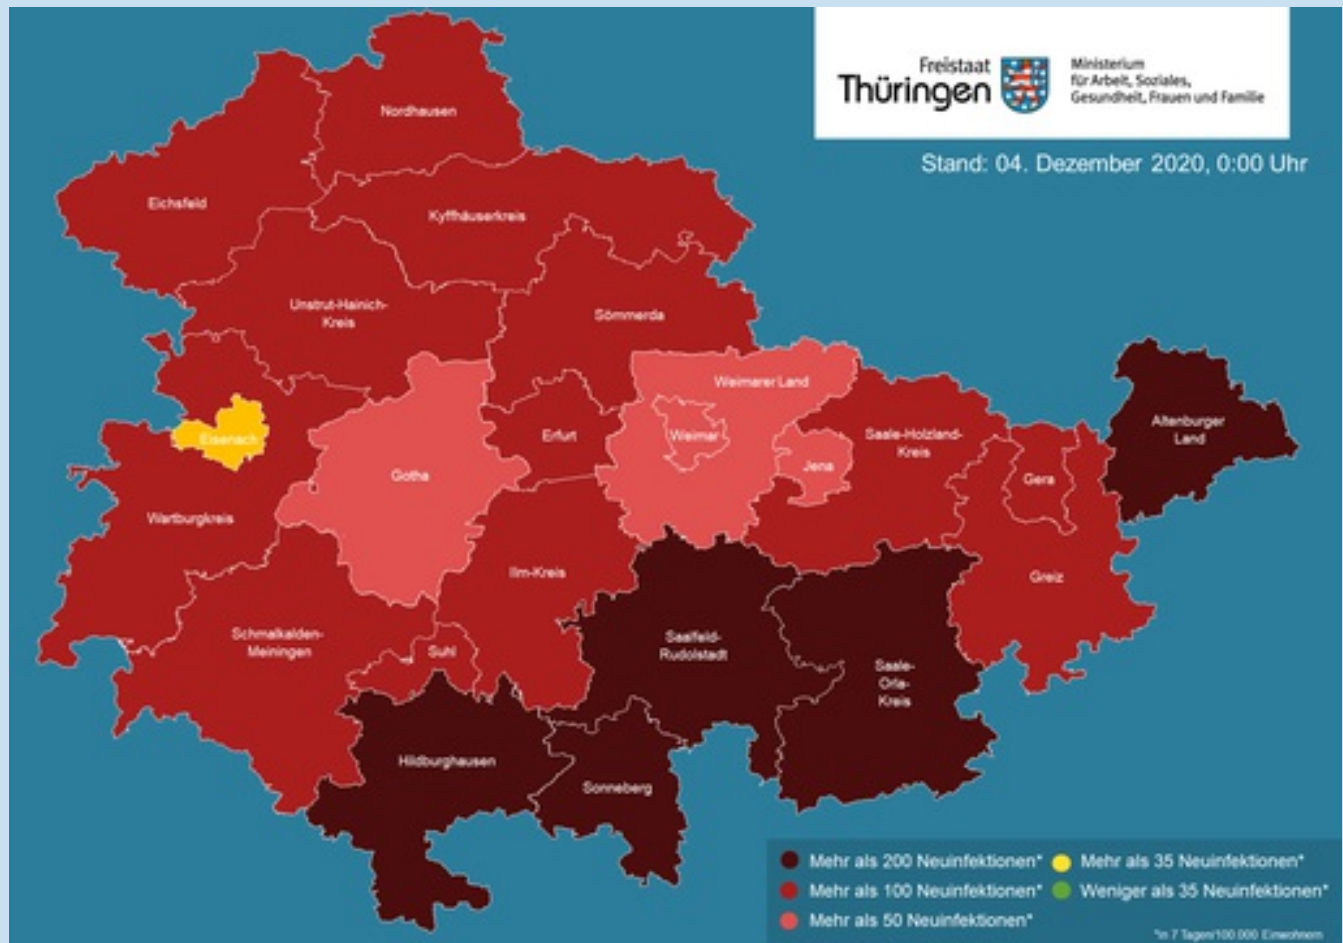 Freistaat
Thüringen
Ministerium
für Arbeit, Soziales,
Gesundheit, Frauen und Familie
Stand: 04. Dezember 2020, 0:00 Uhr
Nordhausen
Eichsfeld
Kyffhäuserkreis
Unstrut-Hainich-
Kreis
Sömmerda
Weimarer Land
Altenburger
Land
Eisenach
Erfurt
Weimar
Saale-Holzland-
Kreis
Jena
Gotha
Gera
Wartburgkreis
Ilm-Kreis
Greiz
Schmalkalden-
Meiningen
Suhl
Saalfeld-
Rudolstadt
Saale-
Orla-
Kreis
Hildburghausen
Sonneberg
Mehr als 200 Neuinfektionen*
Mehr als 35 Neuinfektionen*
Mehr als 100 Neuinfektionen*
Weniger als 35 Neuinfektionen*
Mehr als 50 Neuinfektionen*
*in 7 Tagen/100.000 Einwohnern